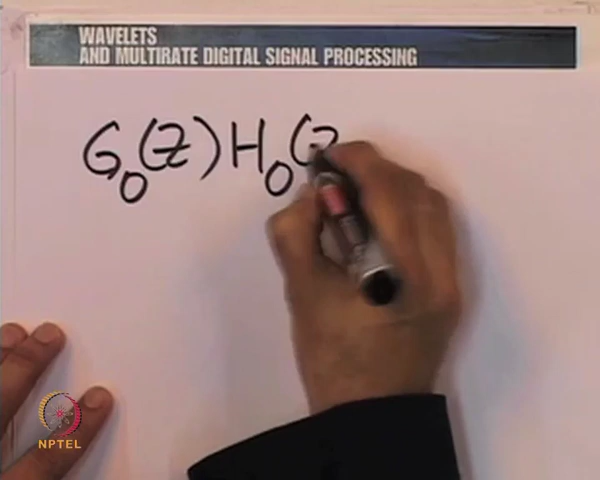 WAVELETS
AND MULTIRATE DIGITAL SIGNAL PROCESSING
G₀(Z) H₀(Z
NPTEL